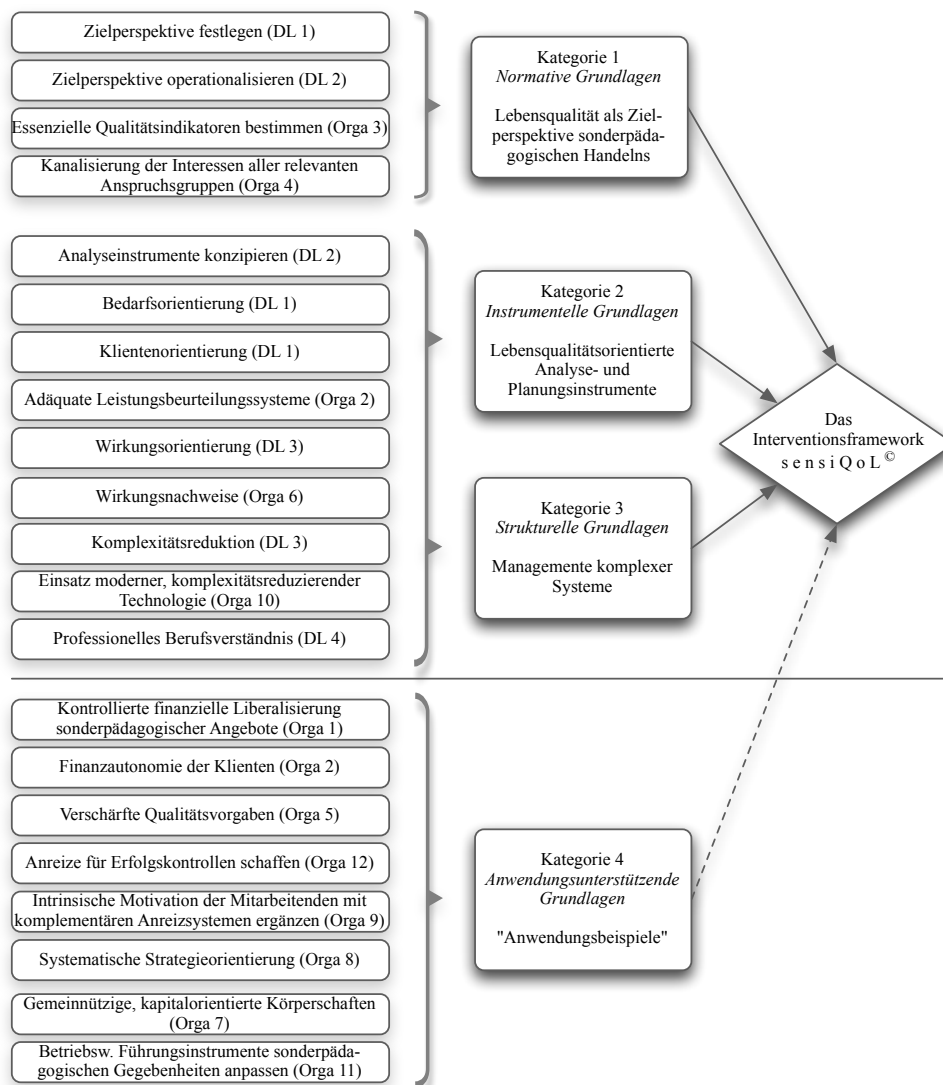 Zielperspektive festlegen (DL 1)
Zielperspektive operationalisieren (DL 2)
Essenzielle Qualitätsindikatoren bestimmen (Orga 3)
Kanalisierung der Interessen aller relevanten
Anspruchsgruppen (Orga 4)
Kategorie 1
Normative Grundlagen
Lebensqualität als Ziel-
perspektive sonderpäda-
gogischen Handelns
Analyseinstrumente konzipieren (DL 2)
Bedarfsorientierung (DL 1)
Klientenorientierung (DL 1)
Adäquate Leistungsbeurteilungssysteme (Orga 2)
Wirkungsorientierung (DL 3)
Wirkungsnachweise (Orga 6)
Komplexitätsreduktion (DL 3)
Einsatz moderner, komplexitätsreduzierender
Technologie (Orga 10)
Professionelles Berufsverständnis (DL 4)
Kategorie 2
Instrumentelle Grundlagen
Lebensqualitätsorientierte
Analyse- und
Planungsinstrumente
Kategorie 3
Strukturelle Grundlagen
Managemente komplexer
Systeme
Das
Interventionsframework
s e n s i Q o L ©
Kontrollierte finanzielle Liberalisierung
sonderpädagogischer Angebote (Orga 1)
Finanzautonomie der Klienten (Orga 2)
Verschärfte Qualitätsvorgaben (Orga 5)
Anreize für Erfolgskontrollen schaffen (Orga 12)
Intrinsische Motivation der Mitarbeitenden mit
komplementären Anreizsystemen ergänzen (Orga 9)
Systematische Strategieorientierung (Orga 8)
Gemeinnützige, kapitalorientierte Körperschaften
(Orga 7)
Betriebsw. Führungsinstrumente sonderpäda-
gogischen Gegebenheiten anpassen (Orga 11)
Kategorie 4
Anwendungsunterstützende
Grundlagen
"Anwendungsbeispiele"